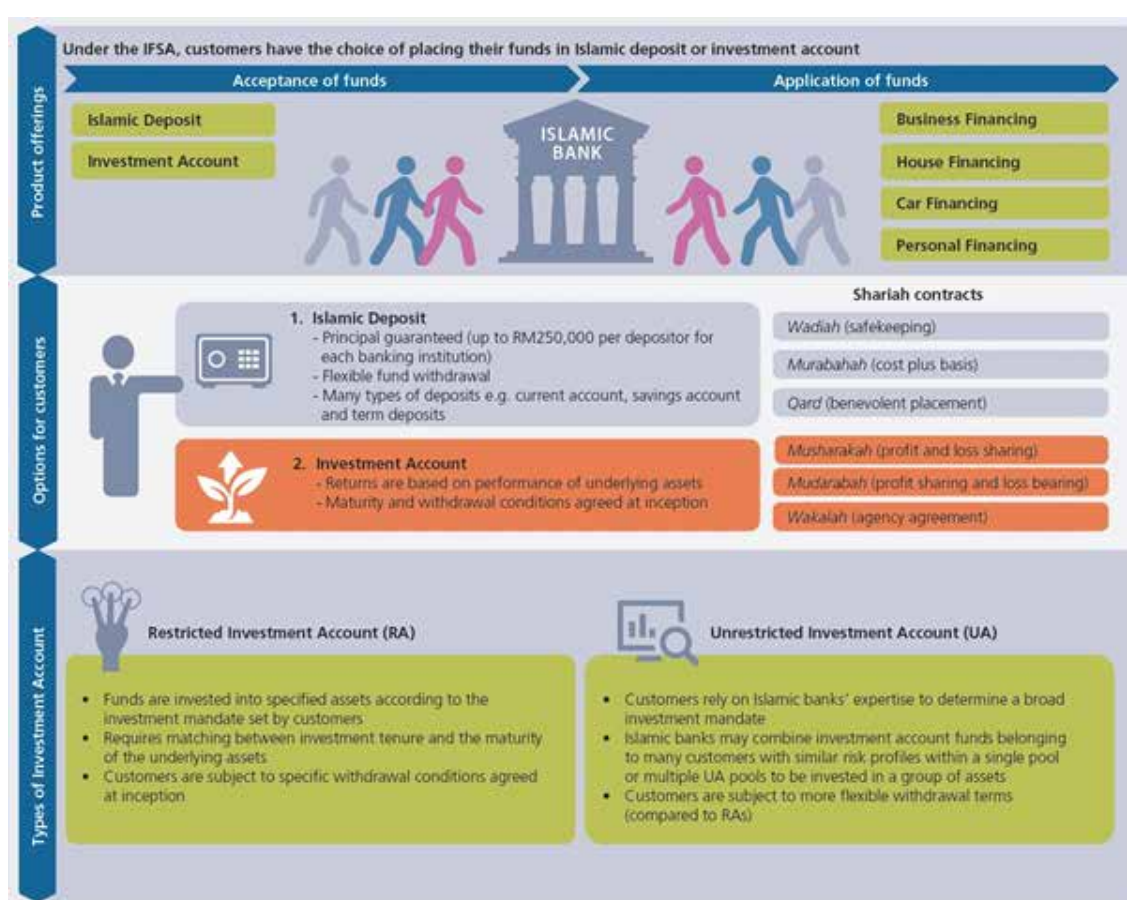 Under the IFSA, customers have the choice of placing their funds in Islamic deposit or investment account
Product offerings
Acceptance of funds
Application of funds
Islamic Deposit
Investment Account
ISLAMIC
BANK
Business Financing
House Financing
Car Financing
Personal Financing
Options for customers
1. Islamic Deposit
- Principal guaranteed (up to RM250,000 per depositor for
each banking institution)
- Flexible fund withdrawal
- Many types of deposits e.g. current account, savings account
and term deposits
2. Investment Account
- Returns are based on performance of underlying assets
- Maturity and withdrawal conditions agreed at inception
Shariah contracts
Wadiah (safekeeping)
Murabahah (cost plus basis)
Qard (benevolent placement)
Musharakah (profit and loss sharing)
Mudarabah (profit sharing and loss bearing)
Wakalah (agency agreement)
Types of Investment Account
Restricted Investment Account (RA)
• Funds are invested into specified assets according to the
investment mandate set by customers
• Requires matching between investment tenure and the maturity
of the underlying assets
• Customers are subject to specific withdrawal conditions agreed
at inception
Unrestricted Investment Account (UA)
• Customers rely on Islamic banks' expertise to determine a broad
investment mandate
• Islamic banks may combine investment account funds belonging
to many customers with similar risk profiles within a single pool
or multiple UA pools to be invested in a group of assets
• Customers are subject to more flexible withdrawal terms
(compared to RAs)